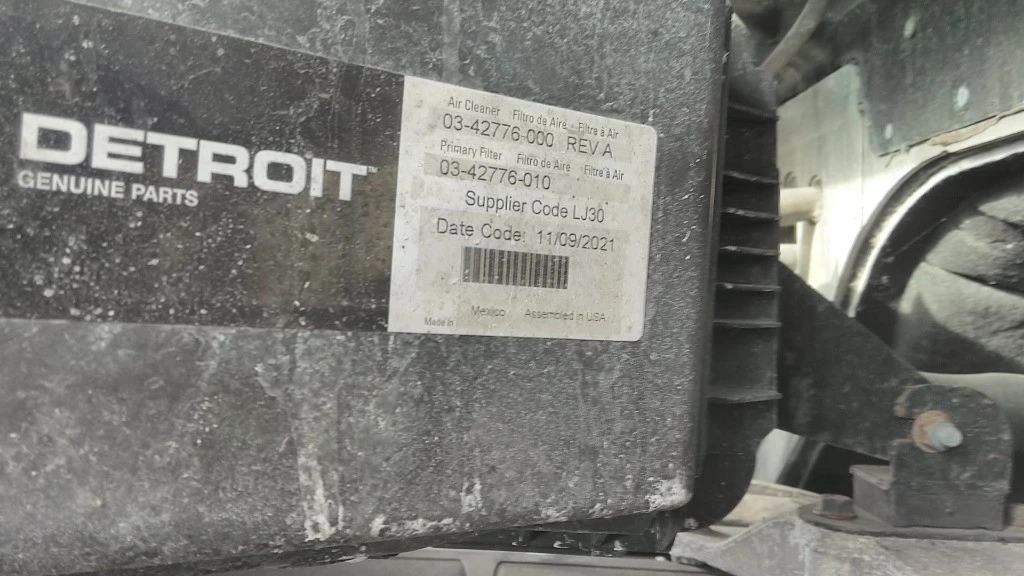 DETROIT™
GENUINE PARTS
Air Cleaner Filtro de Aire - Filtre à Air
03-42776-000 REV A
Primary Filter Filtro de Aire Filtre à Air
03-42776-010
Supplier Code LJ30
Date Code: 11/09/2021
Made in Mexico Assembled in USA